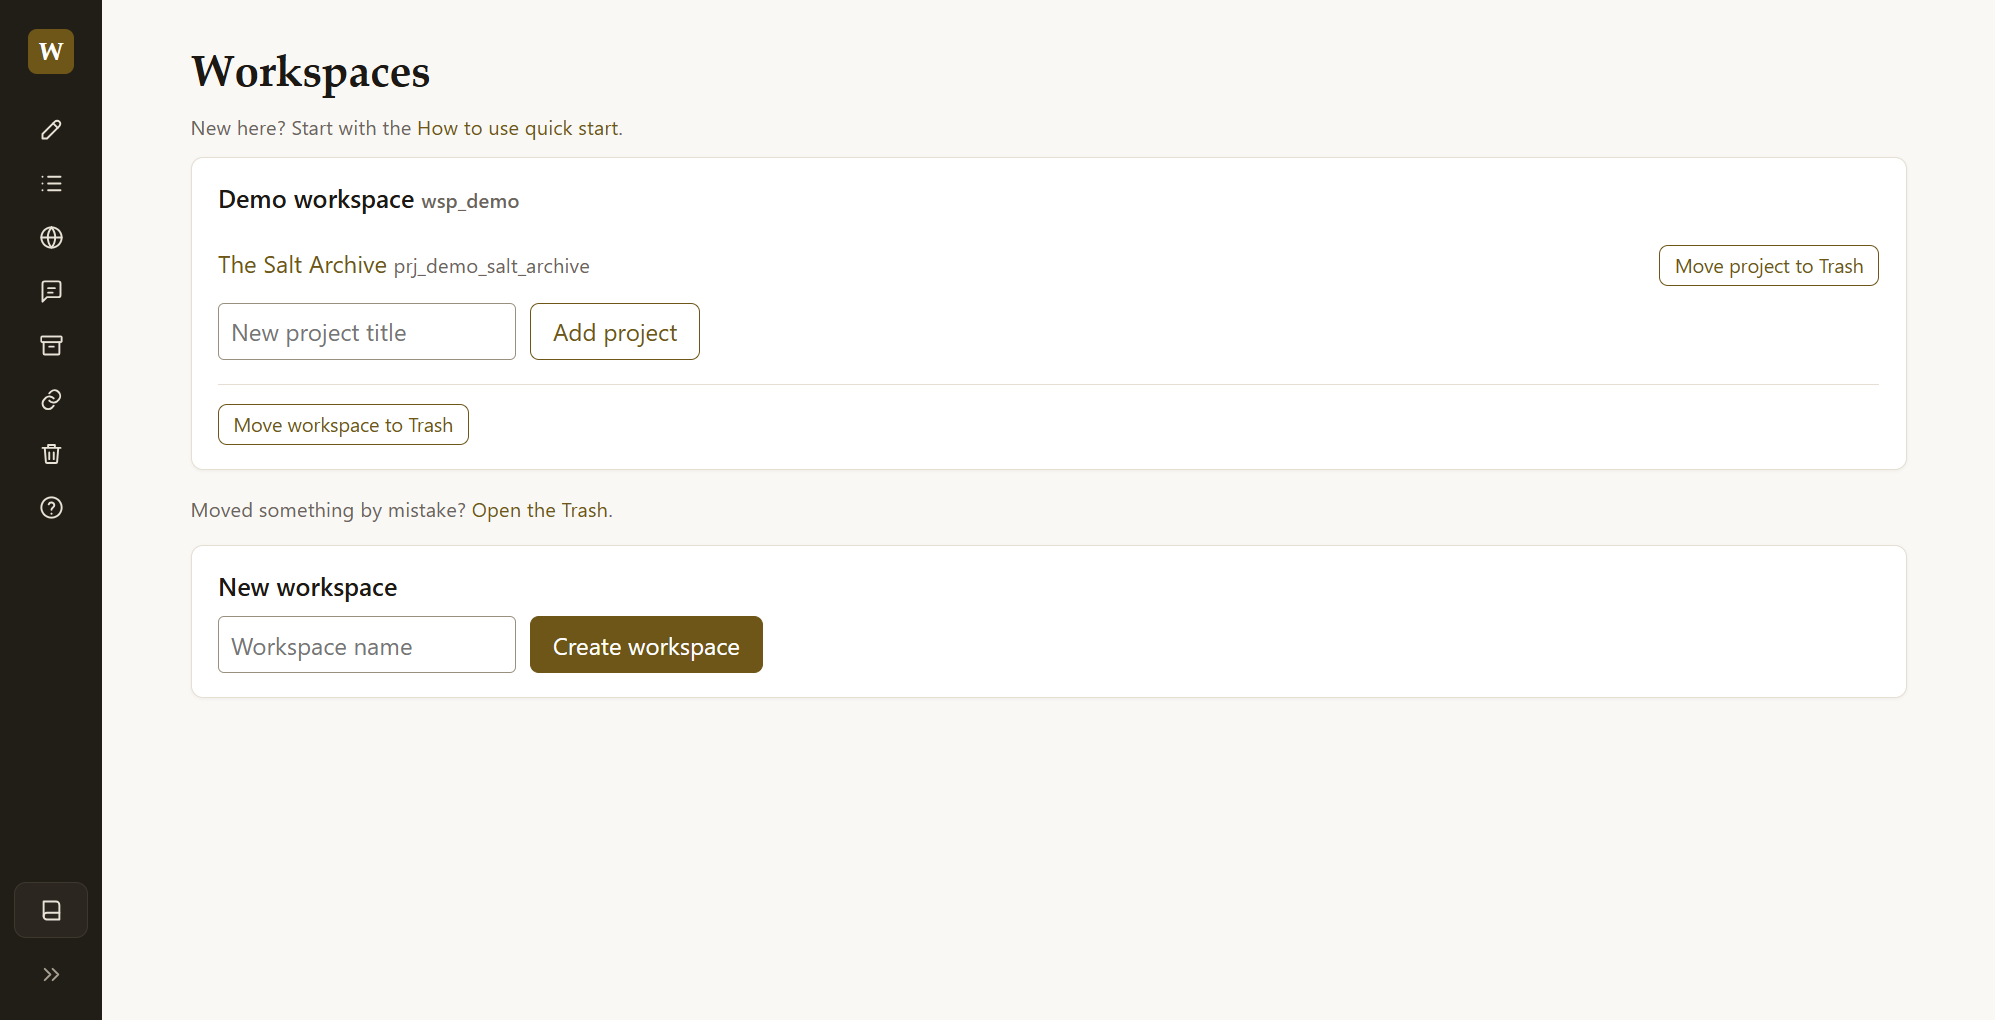 W
Workspaces
New here? Start with the How to use quick start.
Demo workspace wsp_demo
The Salt Archive prj_demo_salt_archive
Move project to Trash
New project title
Add project
Move workspace to Trash
Moved something by mistake? Open the Trash.
New workspace
Workspace name
Create workspace